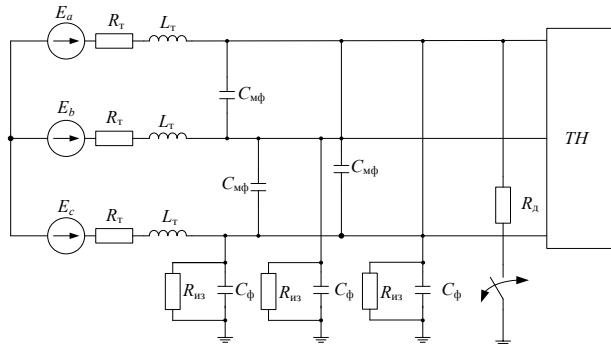 E_a R_т L_т
C_мф
E_b R_т L_т
TH
C_мф C_мф
E_c R_т L_т
R_д
R_из C_ф R_из C_ф R_из C_ф